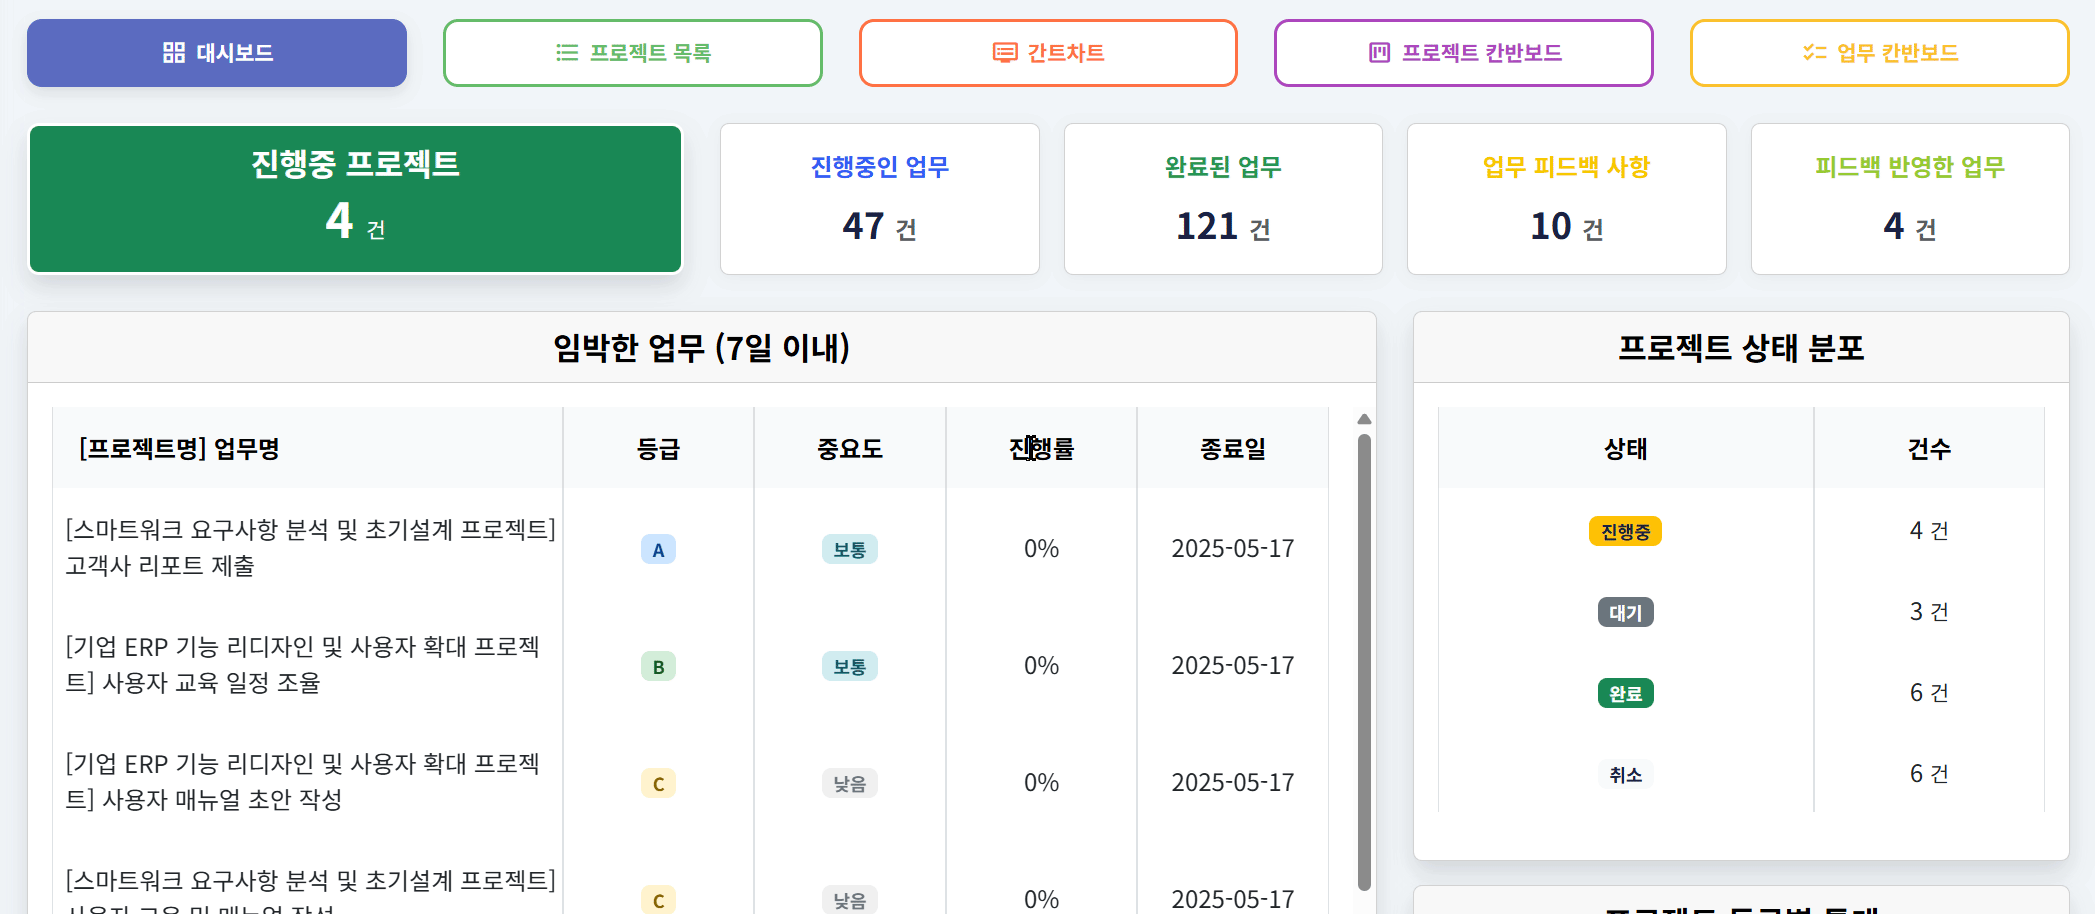 대시보드
프로젝트 목록
간트차트
프로젝트 칸반보드
업무 칸반보드
진행중 프로젝트
4 건
진행중인 업무
47 건
완료된 업무
121 건
업무 피드백 사항
10 건
피드백 반영한 업무
4 건
임박한 업무 (7일 이내)
[프로젝트명] 업무명 등급 중요도 진행률 종료일
[스마트워크 요구사항 분석 및 초기설계 프로젝트]
고객사 리포트 제출
A 보통 0% 2025-05-17
[기업 ERP 기능 리디자인 및 사용자 확대 프로젝
트] 사용자 교육 일정 조율
B 보통 0% 2025-05-17
[기업 ERP 기능 리디자인 및 사용자 확대 프로젝
트] 사용자 매뉴얼 초안 작성
C 낮음 0% 2025-05-17
[스마트워크 요구사항 분석 및 초기설계 프로젝트]
C 낮음 0% 2025-05-17
프로젝트 상태 분포
상태 건수
진행중 4 건
대기 3 건
완료 6 건
취소 6 건